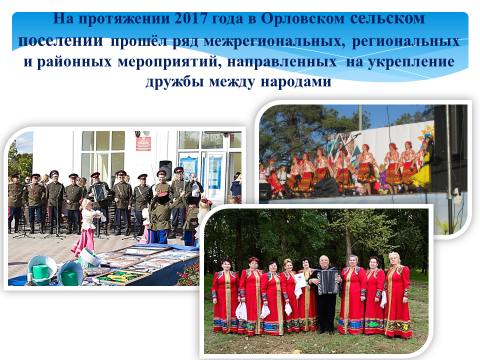 На протяжении 2017 года в Орловском сельском
поселении прошёл ряд межрегиональных, региональных
и районных мероприятий, направленных на укрепление
дружбы между народами